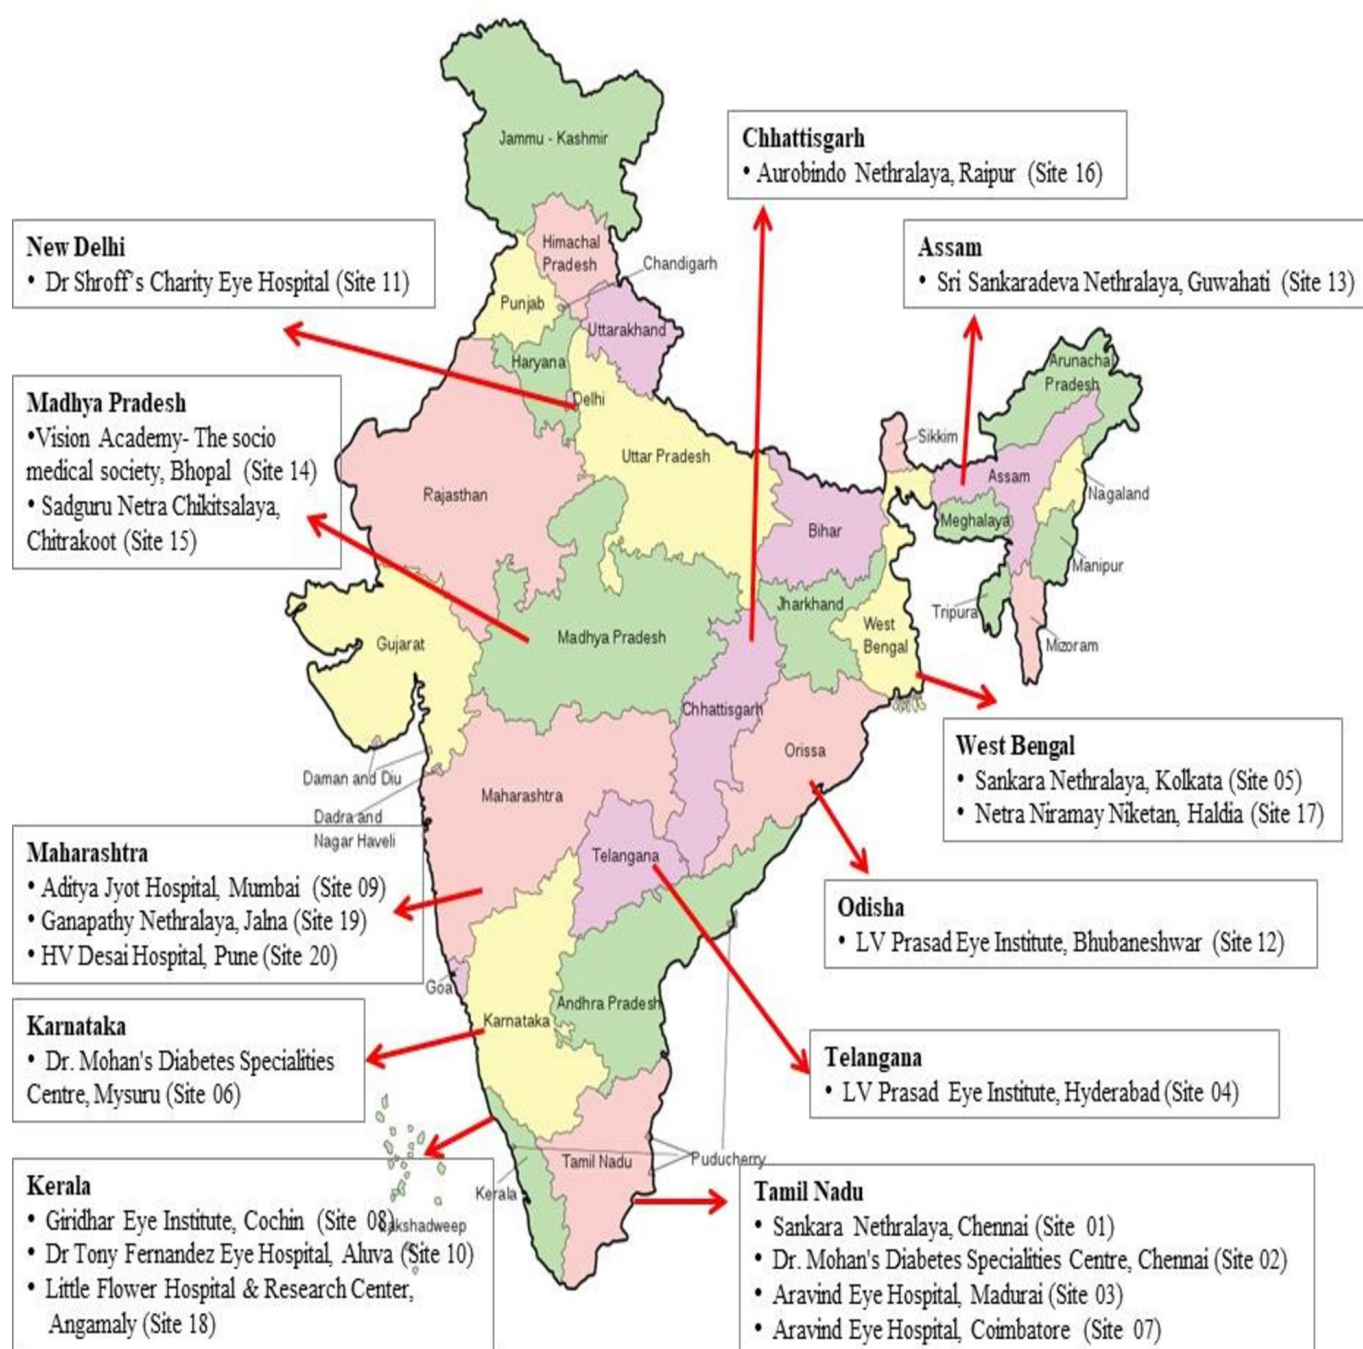 Jammu - Kashmir
Chhattisgarh
• Aurobindo Nethralaya, Raipur (Site 16)
New Delhi
• Dr Shroff's Charity Eye Hospital (Site 11)
Himachal
Pradesh
Chandigarh
Assam
• Sri Sankaradeva Nethralaya, Guwahati (Site 13)
Punjab
Uttarakhand
Haryana
Delhi
Arunachal
Pradesh
Madhya Pradesh
•Vision Academy- The socio
medical society, Bhopal (Site 14)
• Sadguru Netra Chikitsalaya,
Chitrakoot (Site 15)
Rajasthan
Uttar Pradesh
Sikkim
Assam
Nagaland
Bihar
Meghalaya
Manipur
Jharkhand
Tripura
West
Bengal
Mizoram
Gujarat
Madhya Pradesh
Chhattisgarh
Orissa
West Bengal
• Sankara Nethralaya, Kolkata (Site 05)
• Netra Niramay Niketan, Haldia (Site 17)
Daman and Diu
Dadra and
Nagar Haveli
Maharashtra
Telangana
Maharashtra
• Aditya Jyot Hospital, Mumbai (Site 09)
• Ganapathy Nethralaya, Jalna (Site 19)
• HV Desai Hospital, Pune (Site 20)
Odisha
• LV Prasad Eye Institute, Bhubaneshwar (Site 12)
Goa
Karnataka
Andhra Pradesh
Karnataka
• Dr. Mohan's Diabetes Specialities
Centre, Mysuru (Site 06)
Telangana
• LV Prasad Eye Institute, Hyderabad (Site 04)
Tamil Nadu
Puducherry
Kerala
Lakshadweep
Kerala
• Giridhar Eye Institute, Cochin (Site 08)
• Dr Tony Fernandez Eye Hospital, Aluva (Site 10)
• Little Flower Hospital & Research Center,
Angamaly (Site 18)
Tamil Nadu
• Sankara Nethralaya, Chennai (Site 01)
• Dr. Mohan's Diabetes Specialities Centre, Chennai (Site 02)
• Aravind Eye Hospital, Madurai (Site 03)
• Aravind Eye Hospital, Coimbatore (Site 07)